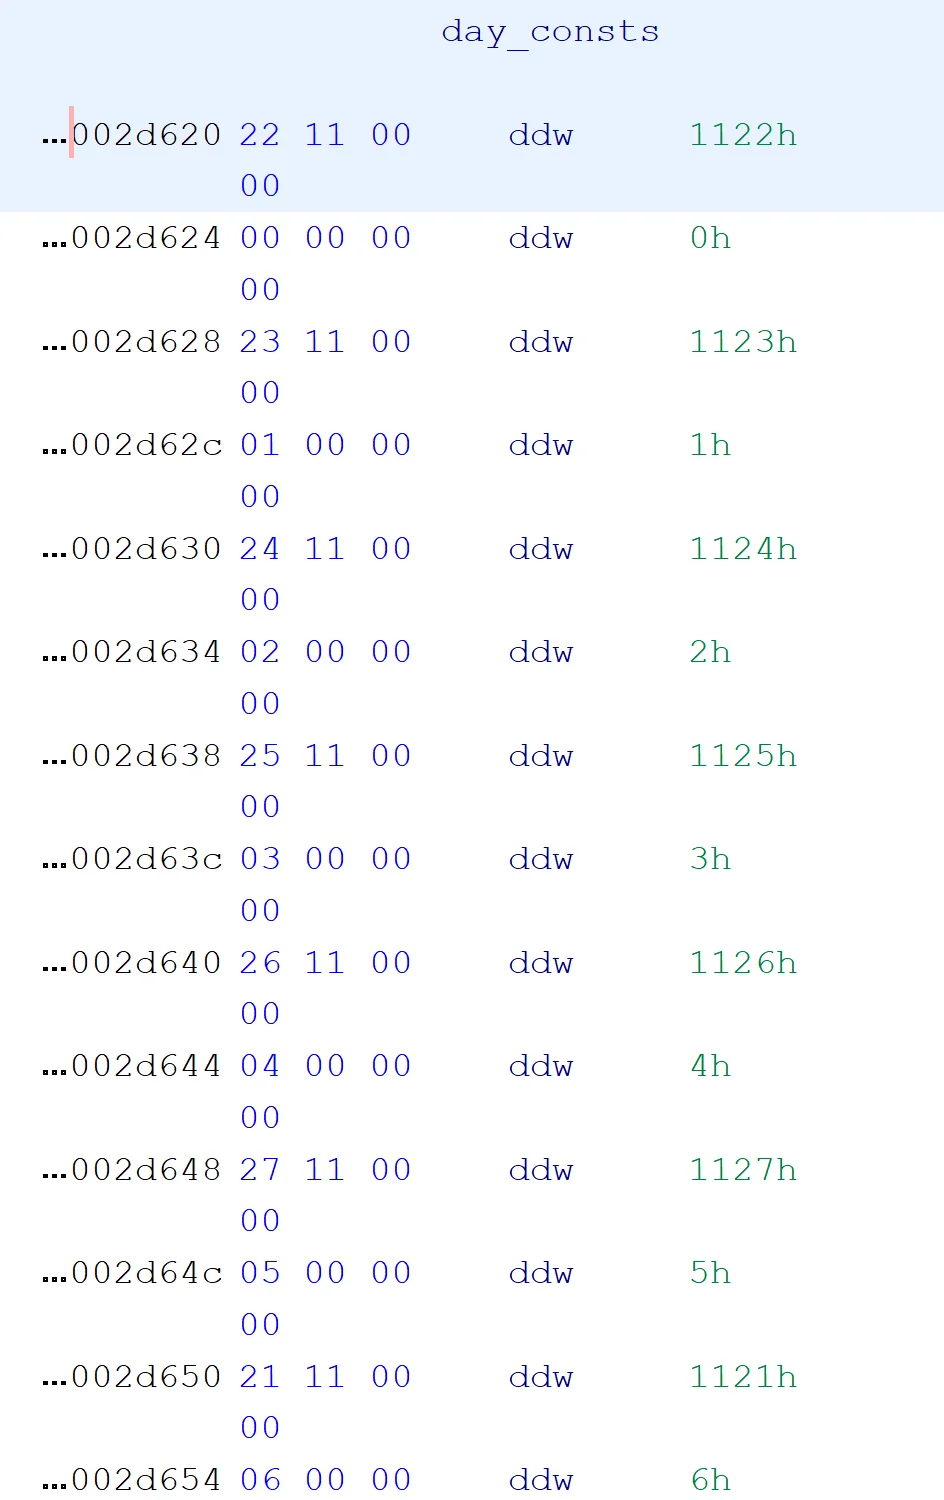 day_consts
...002d620 22 11 00 ddw 1122h
00
...002d624 00 00 00 ddw 0h
00
...002d628 23 11 00 ddw 1123h
00
...002d62c 01 00 00 ddw 1h
00
...002d630 24 11 00 ddw 1124h
00
...002d634 02 00 00 ddw 2h
00
...002d638 25 11 00 ddw 1125h
00
...002d63c 03 00 00 ddw 3h
00
...002d640 26 11 00 ddw 1126h
00
...002d644 04 00 00 ddw 4h
00
...002d648 27 11 00 ddw 1127h
00
...002d64c 05 00 00 ddw 5h
00
...002d650 21 11 00 ddw 1121h
00
...002d654 06 00 00 ddw 6h